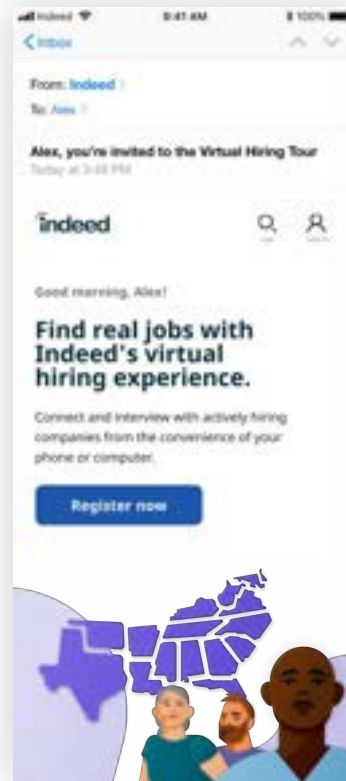 indeed 9:41 AM 100%
Inbox
From: Indeed
To: Alex
Alex, you're invited to the Virtual Hiring Tour
Today at 3:48 PM
indeed
Good morning, Alex!
Find real jobs with
Indeed's virtual
hiring experience.
Connect and interview with actively hiring
companies from the convenience of your
phone or computer.
Register now